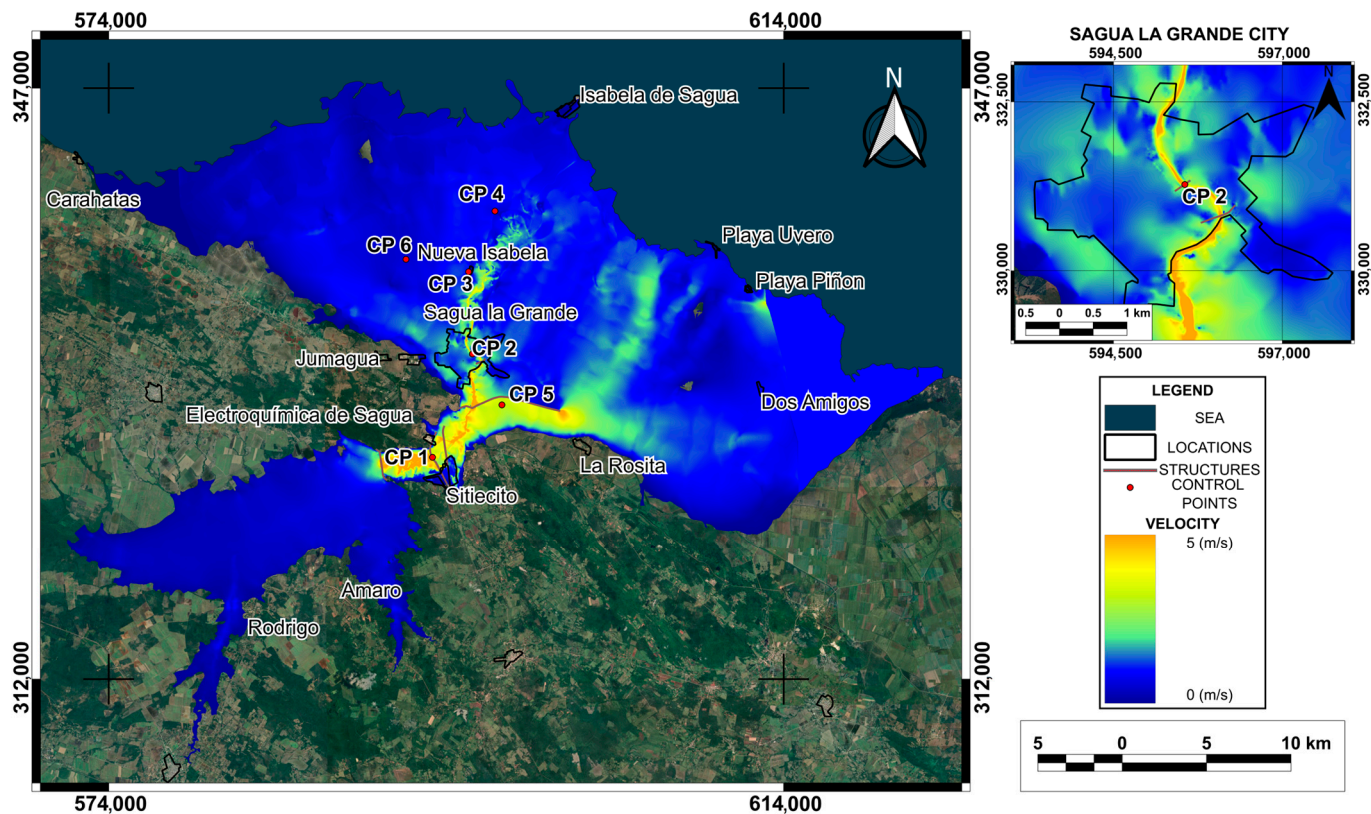 574,000
614,000
347,000
347,000
N
Isabela de Sagua
Carahatas
CP 4
CP 6
Nueva Isabela
CP 3
Playa Uvero
Playa Piñon
Sagua la Grande
CP 2
Jumagua
CP 5
Dos Amigos
Electroquímica de Sagua
CP 1
La Rosita
Sitiecito
Amaro
Rodrigo
312,000
312,000
574,000
614,000
SAGUA LA GRANDE CITY
594,500
597,000
332,500
332,500
N
CP 2
330,000
330,000
0.5 0 0.5 1 km
594,500
597,000
LEGEND
SEA
LOCATIONS
STRUCTURES
CONTROL
POINTS
VELOCITY
5 (m/s)
0 (m/s)
5 0 5 10 km